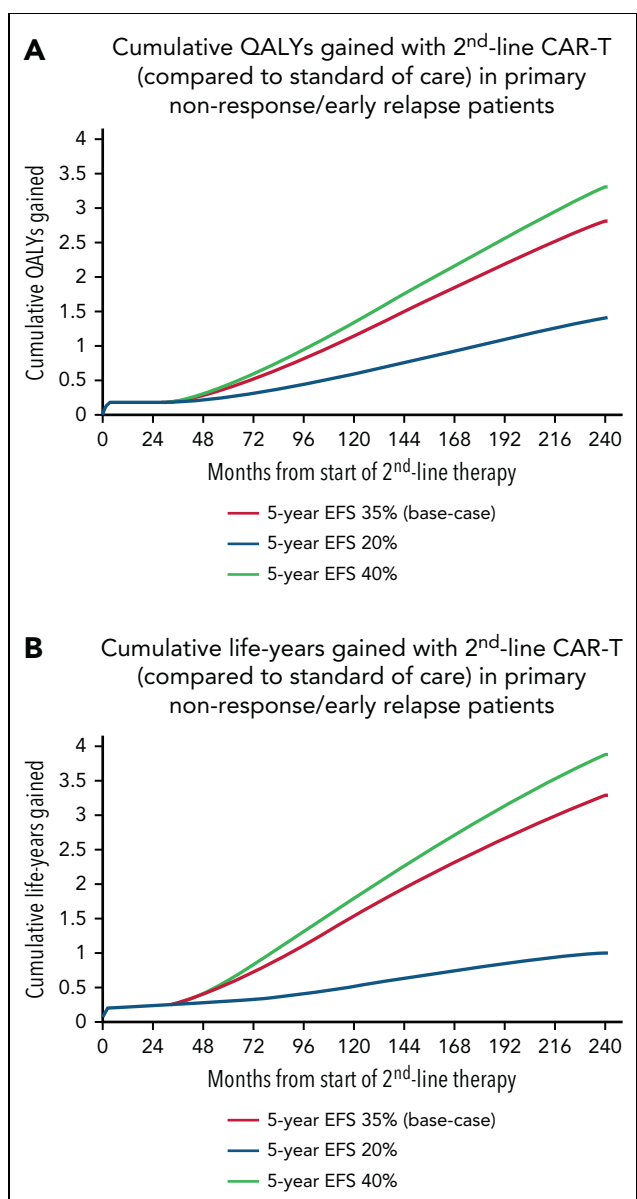 A
Cumulative QALYs gained with 2nd-line CAR-T
(compared to standard of care) in primary
non-response/early relapse patients
Cumulative QALYs gained
4
3.5
3
2.5
2
1.5
1
0.5
0
0 24 48 72 96 120 144 168 192 216 240
Months from start of 2nd-line therapy
5-year EFS 35% (base-case)
5-year EFS 20%
5-year EFS 40%
B
Cumulative life-years gained with 2nd-line CAR-T
(compared to standard of care) in primary
non-response/early relapse patients
Cumulative life-years gained
4
3.5
3
2.5
2
1.5
1
0.5
0
0 24 48 72 96 120 144 168 192 216 240
Months from start of 2nd-line therapy
5-year EFS 35% (base-case)
5-year EFS 20%
5-year EFS 40%